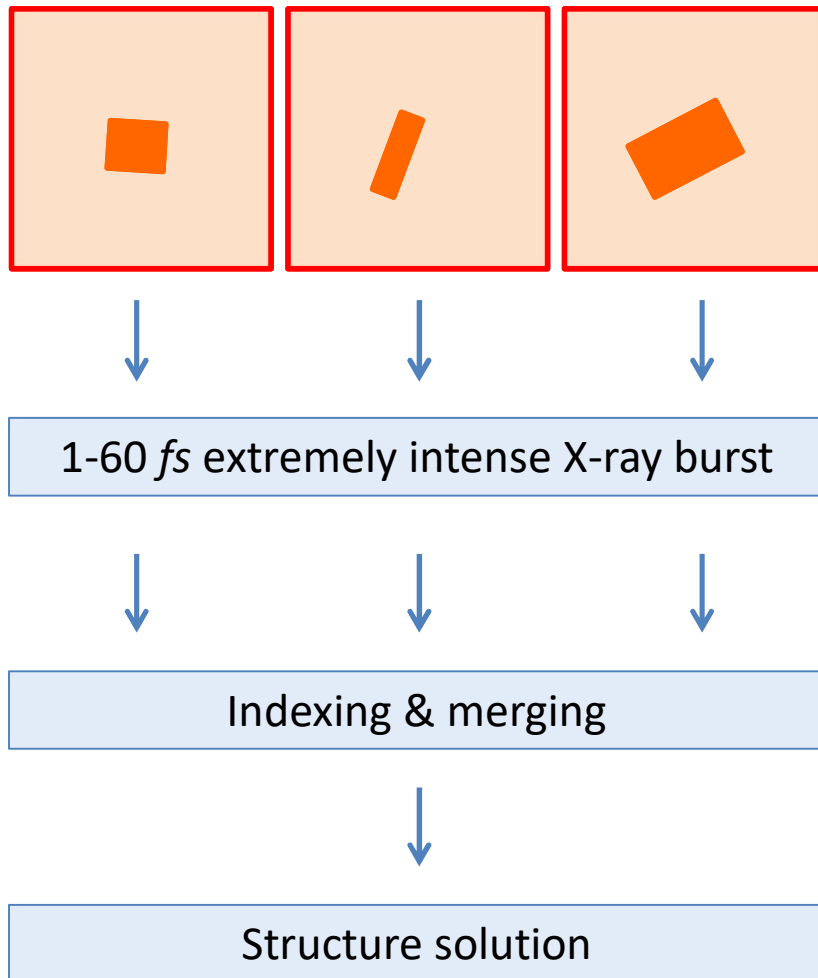 1-60 fs extremely intense X-ray burst
Indexing & merging
Structure solution